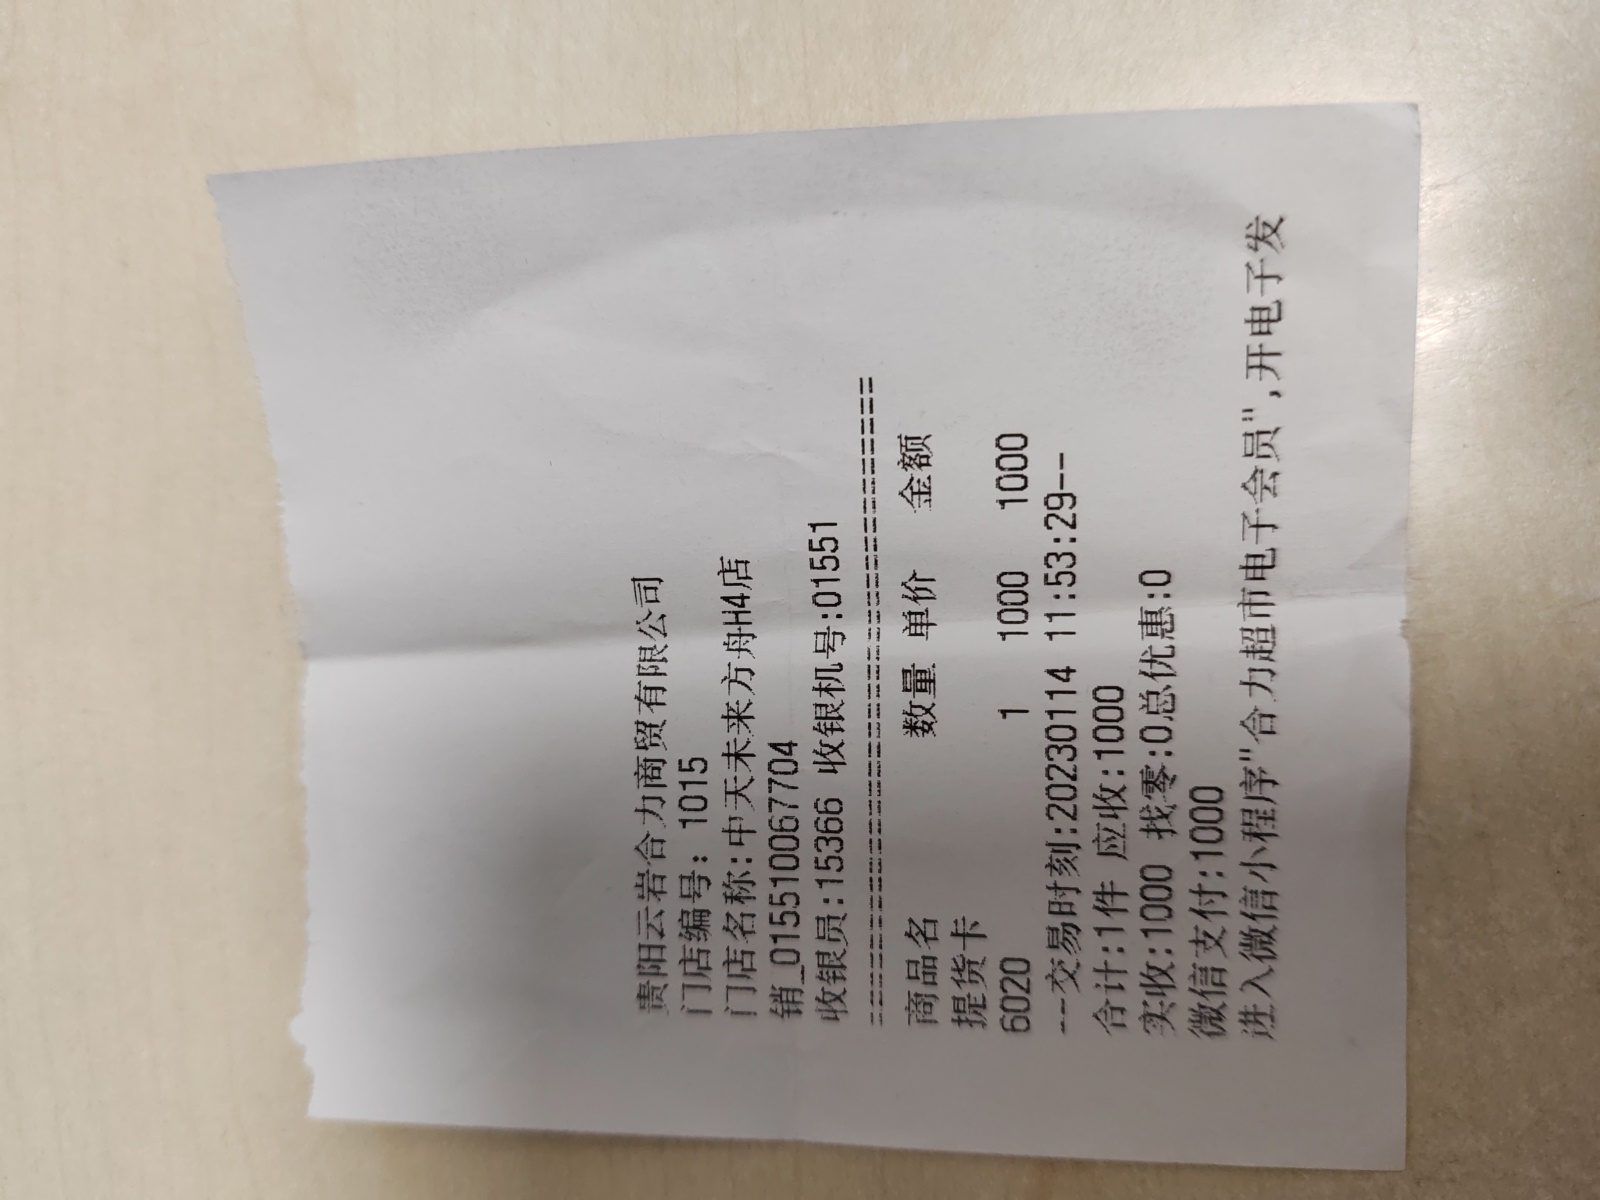 贵阳云岩合力商贸有限公司
门店编号: 1015
门店名称:中天未来方舟H4店
销_015510067704
收银员:15366 收银机号:01551
========================================
商品名 数量 单价 金额
提货卡
6020 1 1000 1000
---交易时刻:20230114 11:53:29--
合计:1件 应收:1000
实收:1000 找零:0总优惠:0
微信支付:1000
进入微信小程序"合力超市电子会员",开电子发